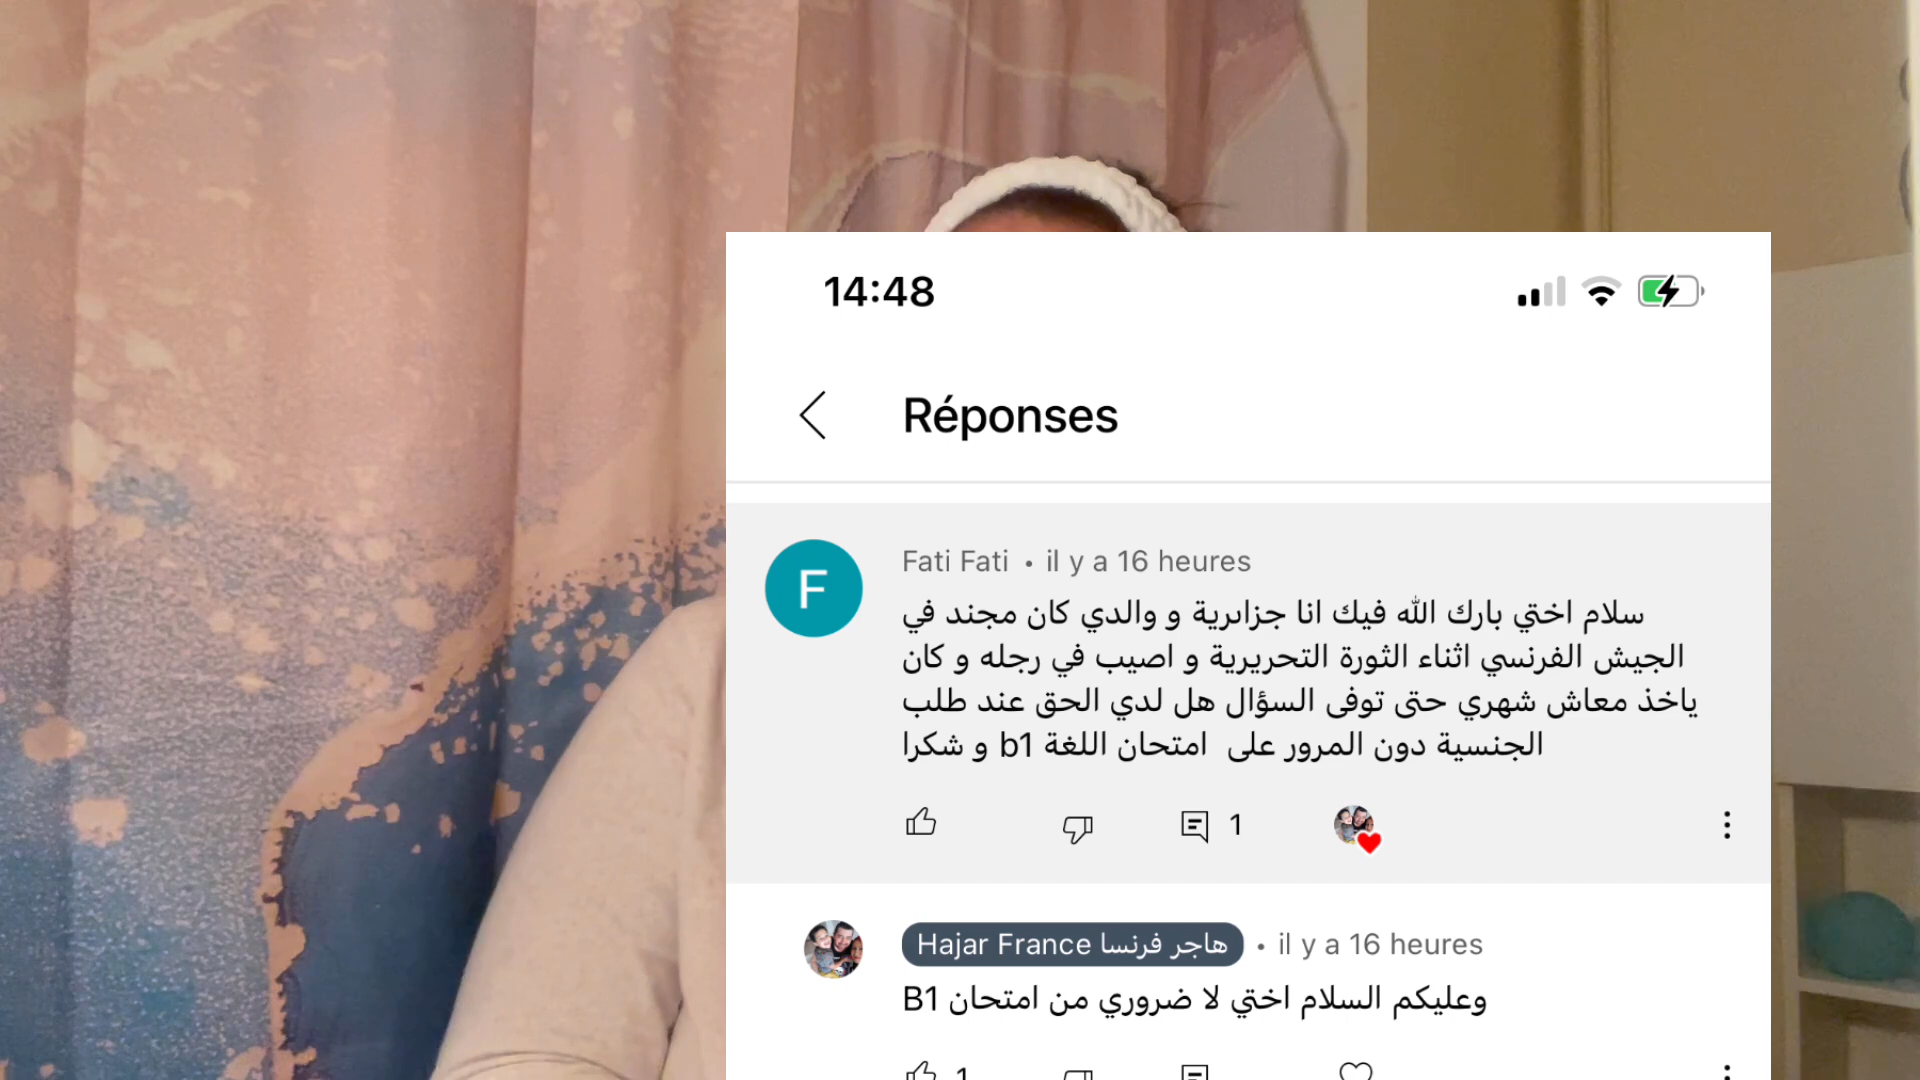 14:48
Réponses
F
Fati Fati • il y a 16 heures
سلام اختي بارك الله فيك انا جزاىرية و والدي كان مجند في
الجيش الفرنسي اثناء الثورة التحريرية و اصيب في رجله و كان
ياخذ معاش شهري حتى توفى السؤال هل لدي الحق عند طلب
الجنسية دون المرور على امتحان اللغة b1 و شكرا
1
Hajar France هاجر فرنسا • il y a 16 heures
وعليكم السلام اختي لا ضروري من امتحان B1
1